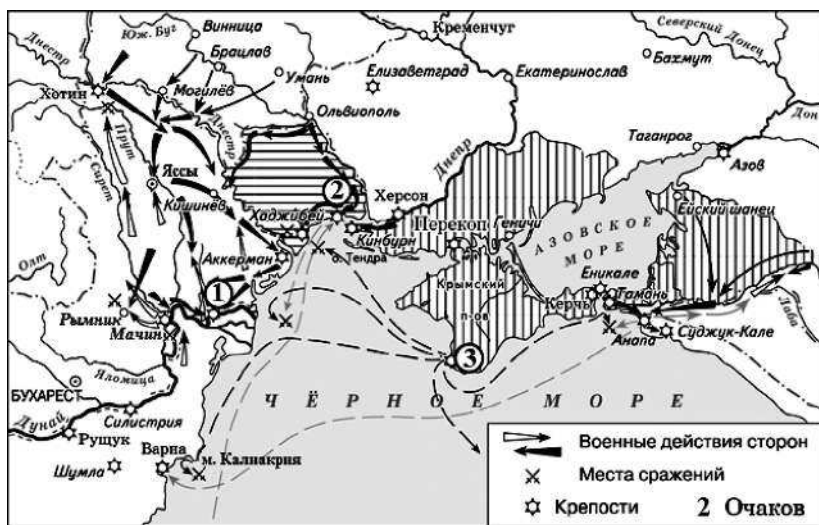 Винница
Кременчуг
Северский Донец
Юж. Буг
Днестр
Брацлав
Умань
Елизаветград
Екатеринослав
Бахмут
Хотин
Могилёв
Ольвиополь
Дон
Таганрог
Азов
Прут
Днестр
Днепр
Сирет
Яссы
Кишинёв
2
Херсон
Хаджибей
Перекоп
Геничи
Ейский шанец
Кинбурн
АЗОВСКОЕ
МОРЕ
Аккерман
о. Тендра
Олт
Еникале
Крымский
п-ов
Керчь
Тамань
Лаба
1
Рымник
Мачин
Анапа
Суджук-Кале
3
Яломица
БУХАРЕСТ
ЧЁРНОЕ МОРЕ
Дунай
Силистрия
Рущук
Варна
м. Калиакрия
Шумла
Военные действия сторон
Места сражений
Крепости
2 Очаков